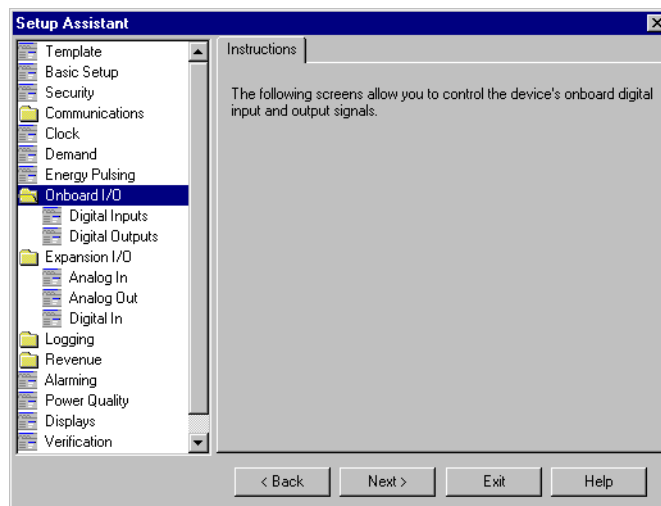 Setup Assistant
Template
Basic Setup
Security
Communications
Clock
Demand
Energy Pulsing
Onboard I/O
Digital Inputs
Digital Outputs
Expansion I/O
Analog In
Analog Out
Digital In
Logging
Revenue
Alarming
Power Quality
Displays
Verification
Instructions
The following screens allow you to control the device's onboard digital
input and output signals.
< Back
Next >
Exit
Help